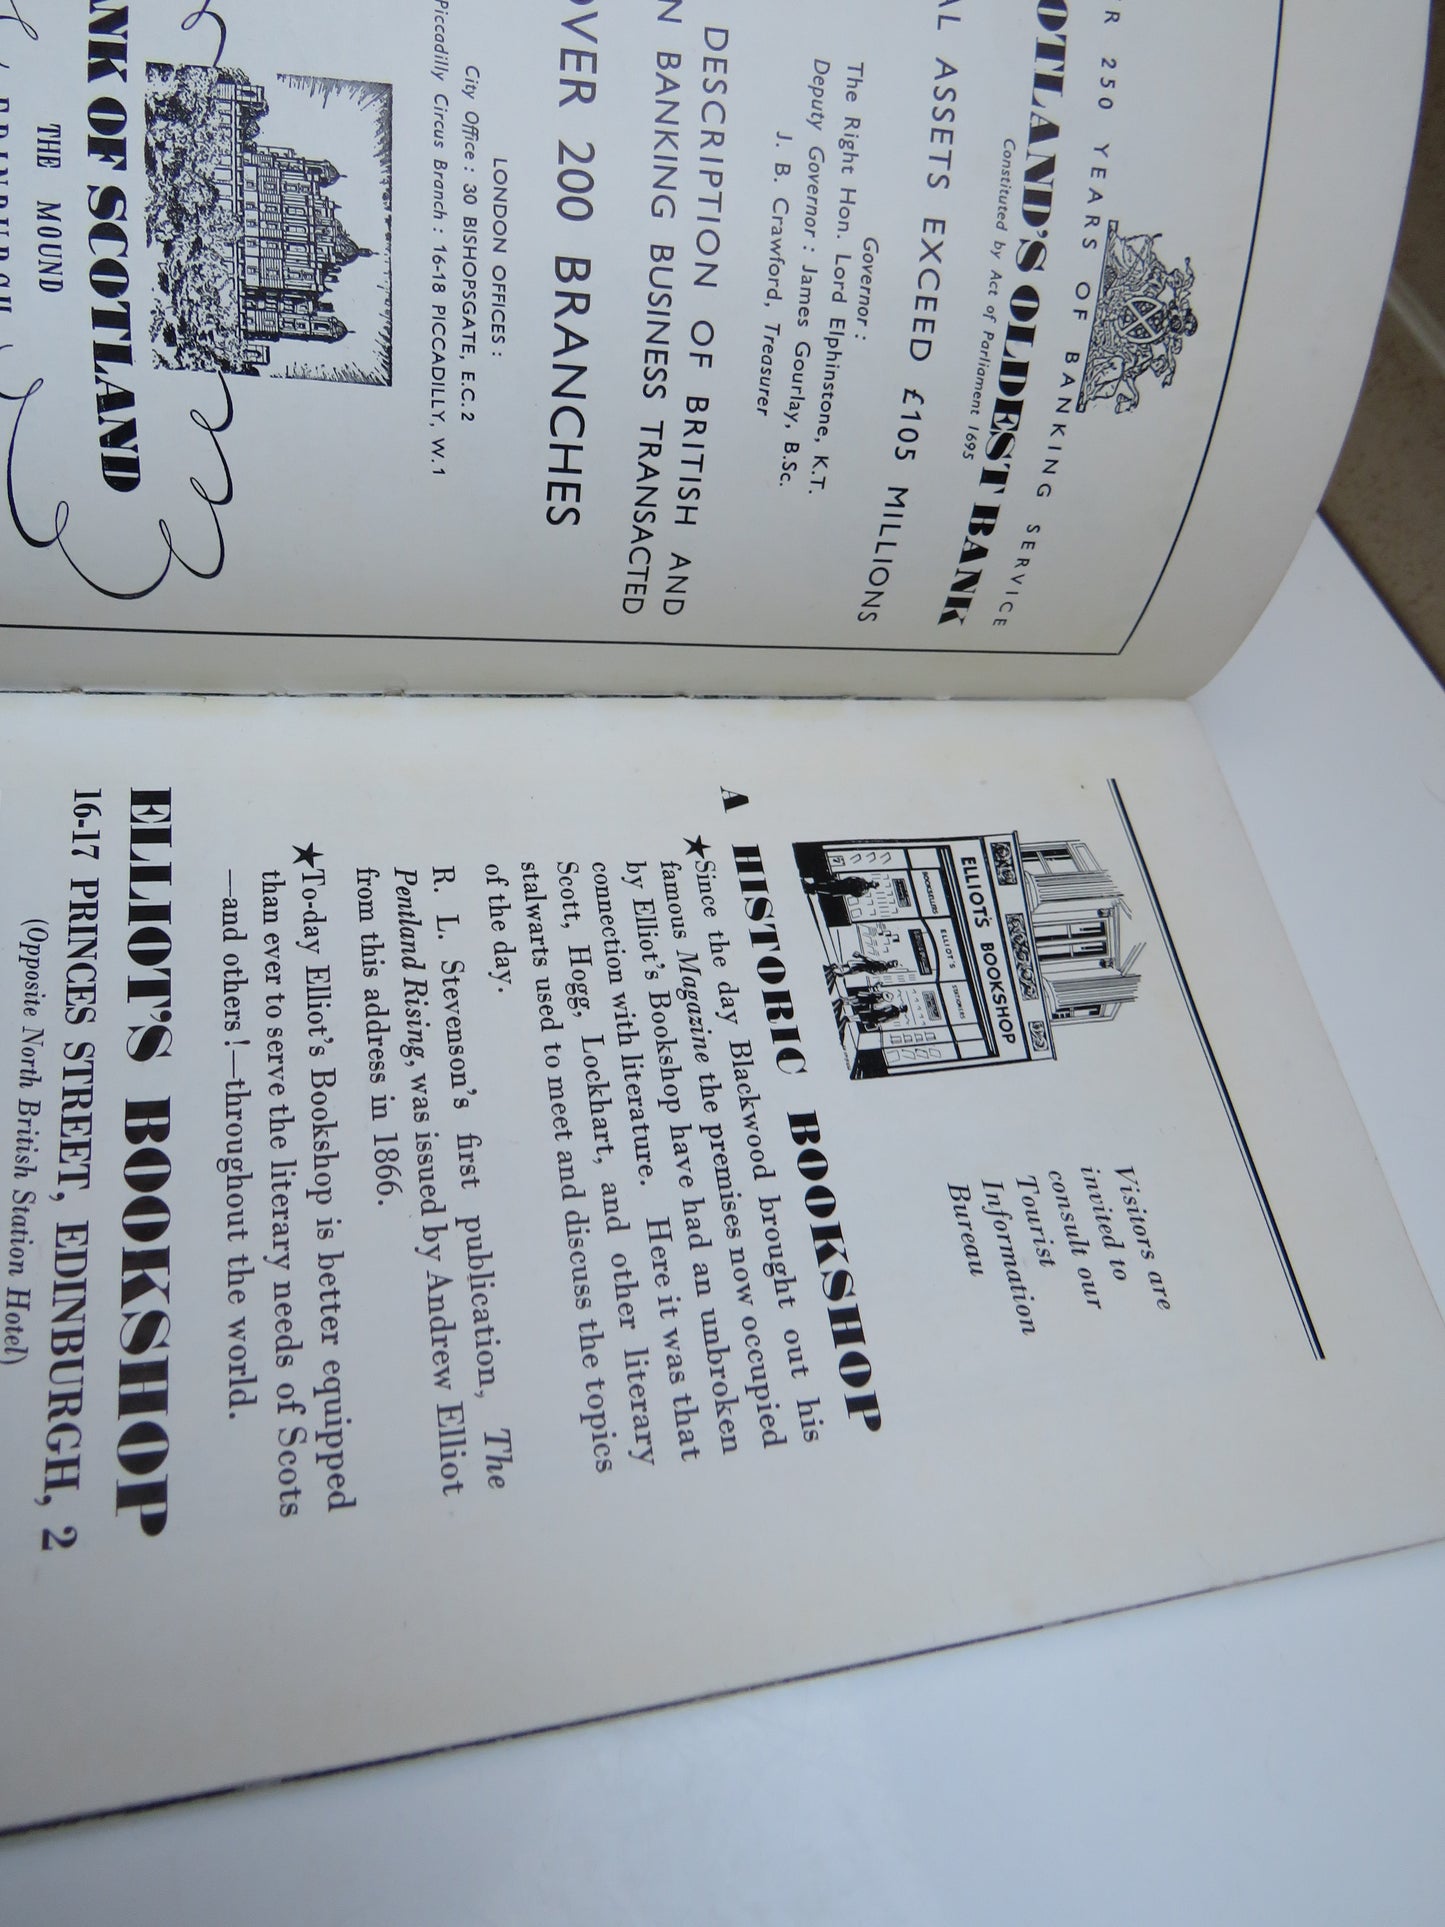 R 250 YEARS OF BANKING SERVICE
OTLAND'S OLDEST BANK
Constituted by Act of Parliament 1695
AL ASSETS EXCEED £105 MILLIONS
Governor :
The Right Hon. Lord Elphinstone, K.T.
Deputy Governor : James Gourlay, B.Sc.
J. B. Crawford, Treasurer
DESCRIPTION OF BRITISH AND
N BANKING BUSINESS TRANSACTED
OVER 200 BRANCHES
LONDON OFFICES :
City Office : 30 BISHOPSGATE, E.C.2
Piccadilly Circus Branch : 16-18 PICCADILLY, W.1
ANK OF SCOTLAND
THE MOUND
EDINBURGH
Visitors are
invited to
consult our
Tourist
Information
Bureau
ELLIOT'S BOOKSHOP
BOOKSELLERS
ELLIOT'S
STATIONERS
A HISTORIC BOOKSHOP
★Since the day Blackwood brought out his
famous Magazine the premises now occupied
by Elliot's Bookshop have had an unbroken
connection with literature. Here it was that
Scott, Hogg, Lockhart, and other literary
stalwarts used to meet and discuss the topics
of the day.
R. L. Stevenson's first publication, The
Pentland Rising, was issued by Andrew Elliot
from this address in 1866.
★To-day Elliot's Bookshop is better equipped
than ever to serve the literary needs of Scots
—and others!—throughout the world.
ELLIOT'S BOOKSHOP
16-17 PRINCES STREET, EDINBURGH, 2
(Opposite North British Station Hotel)